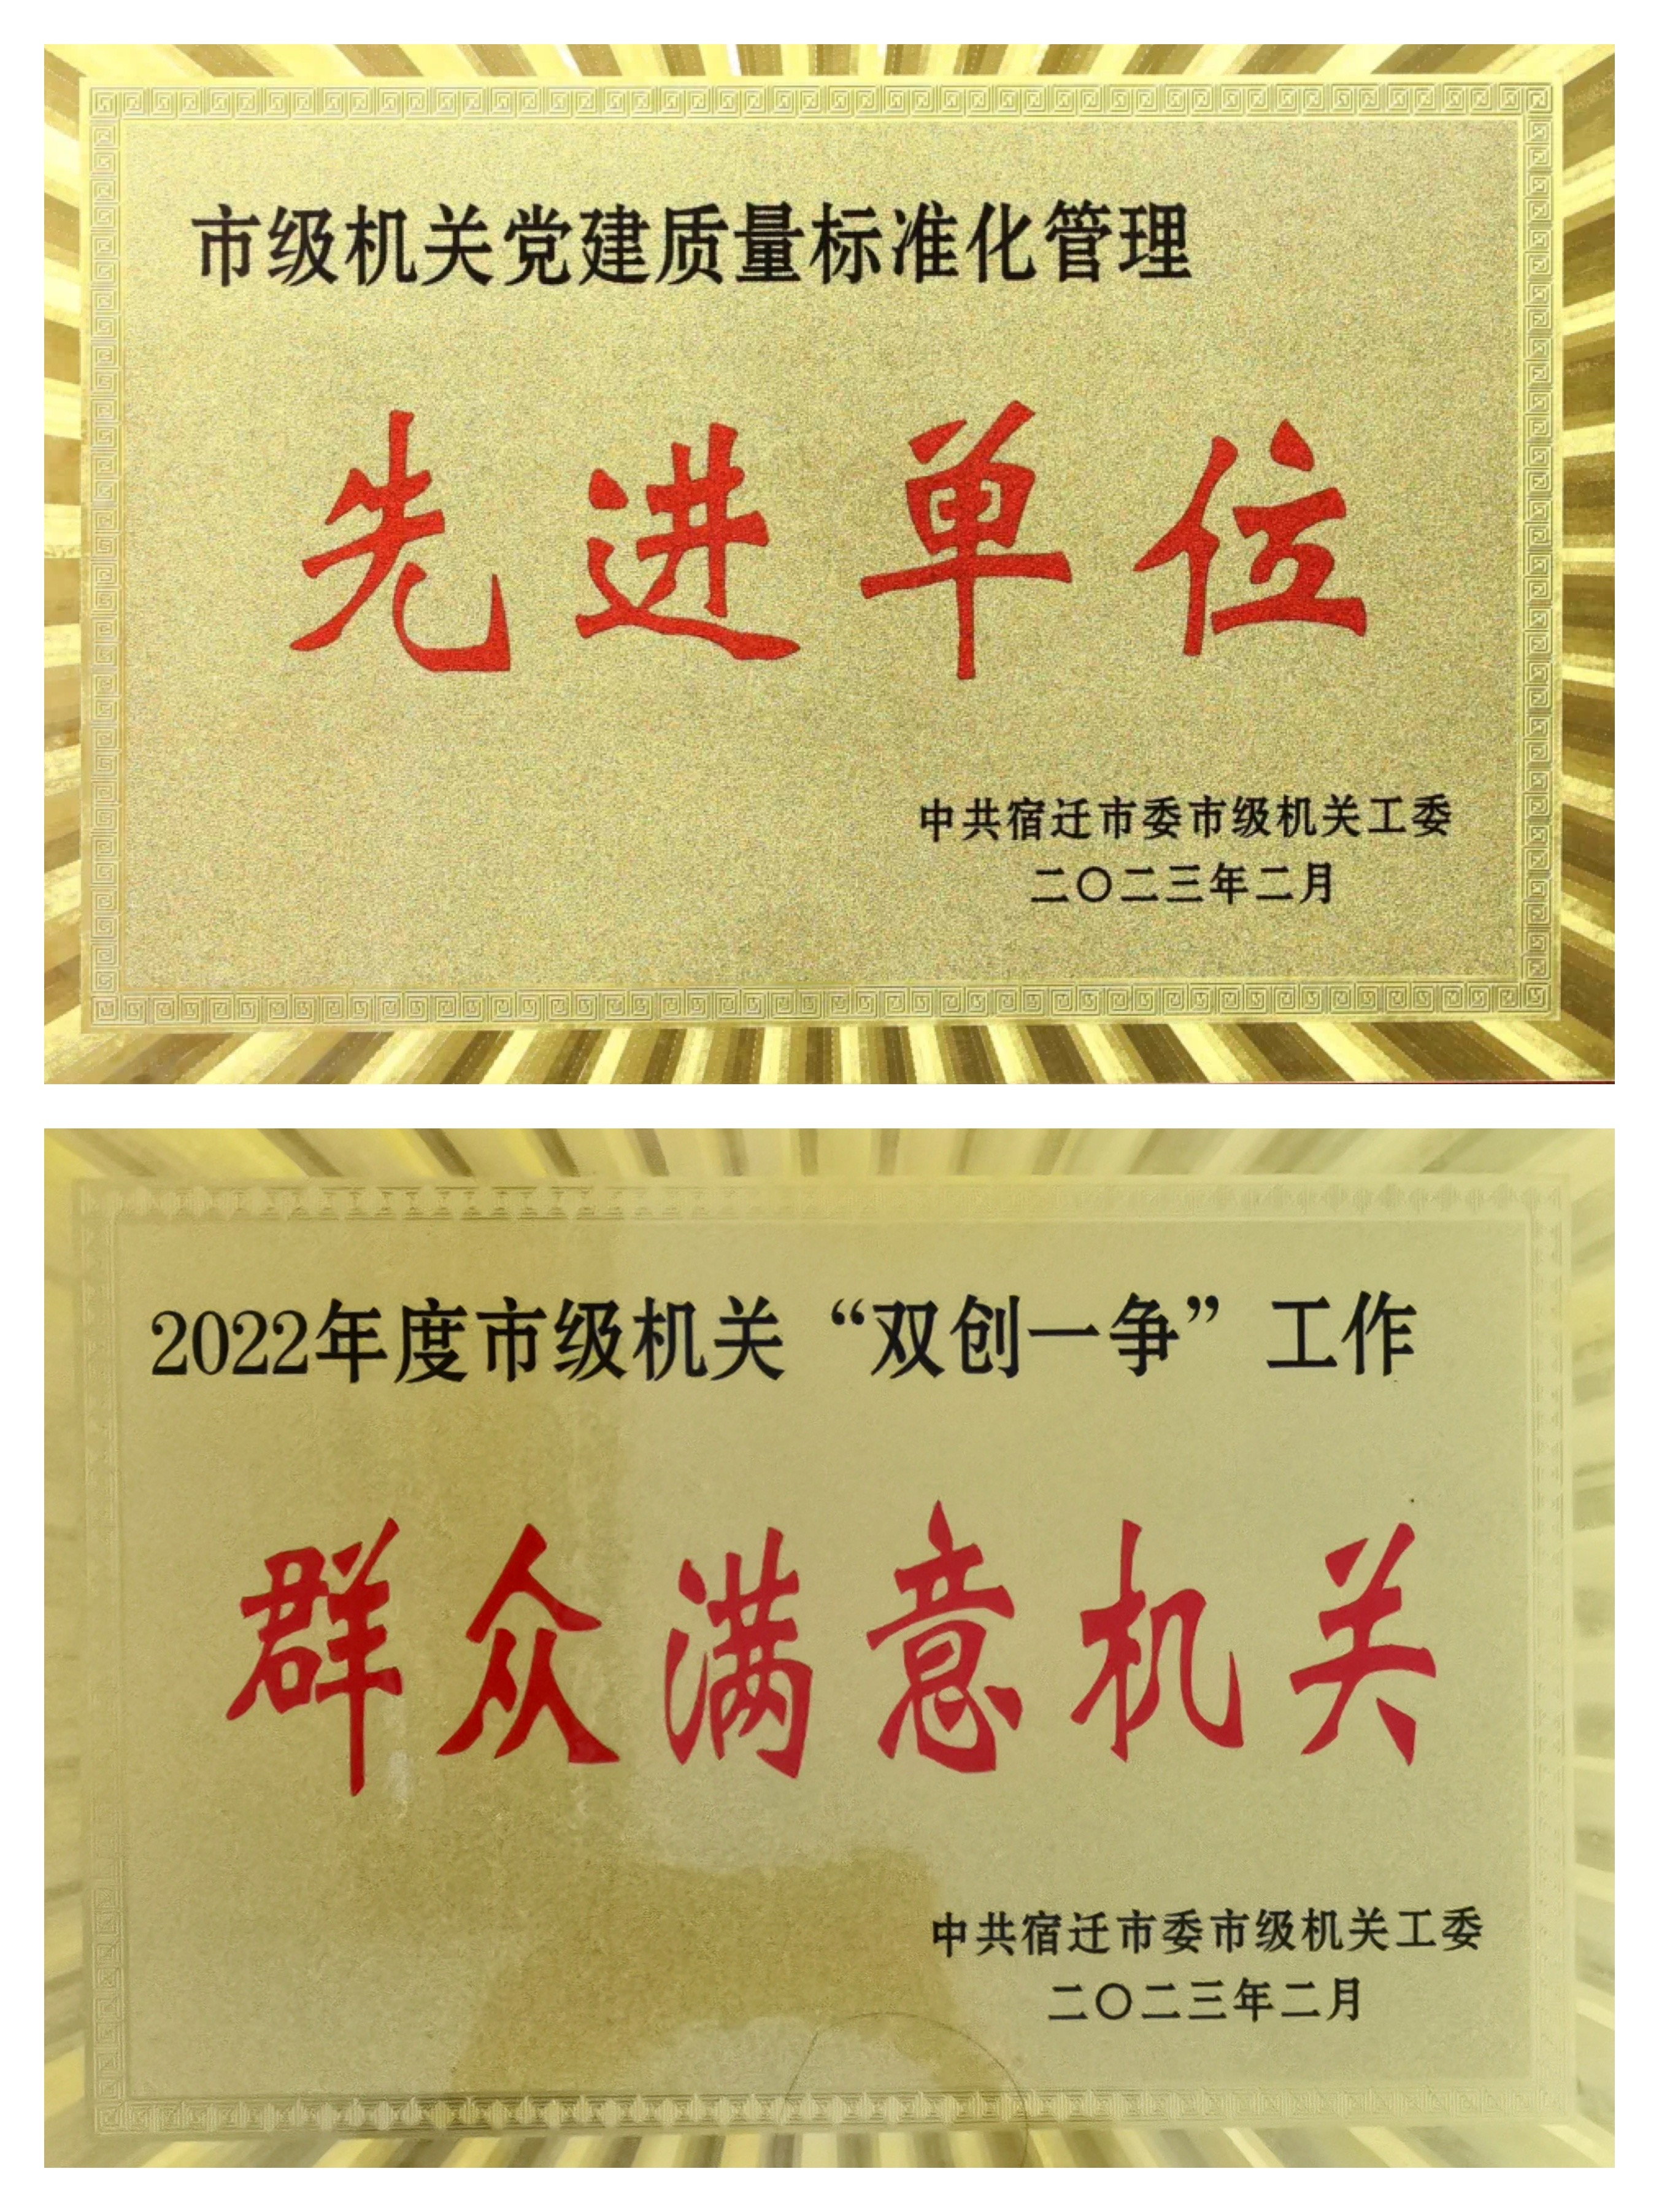 市级机关党建质量标准化管理
先进单位
中共宿迁市委市级机关工委
二〇二三年二月
2022年度市级机关“双创一争”工作
群众满意机关
中共宿迁市委市级机关工委
二〇二三年二月